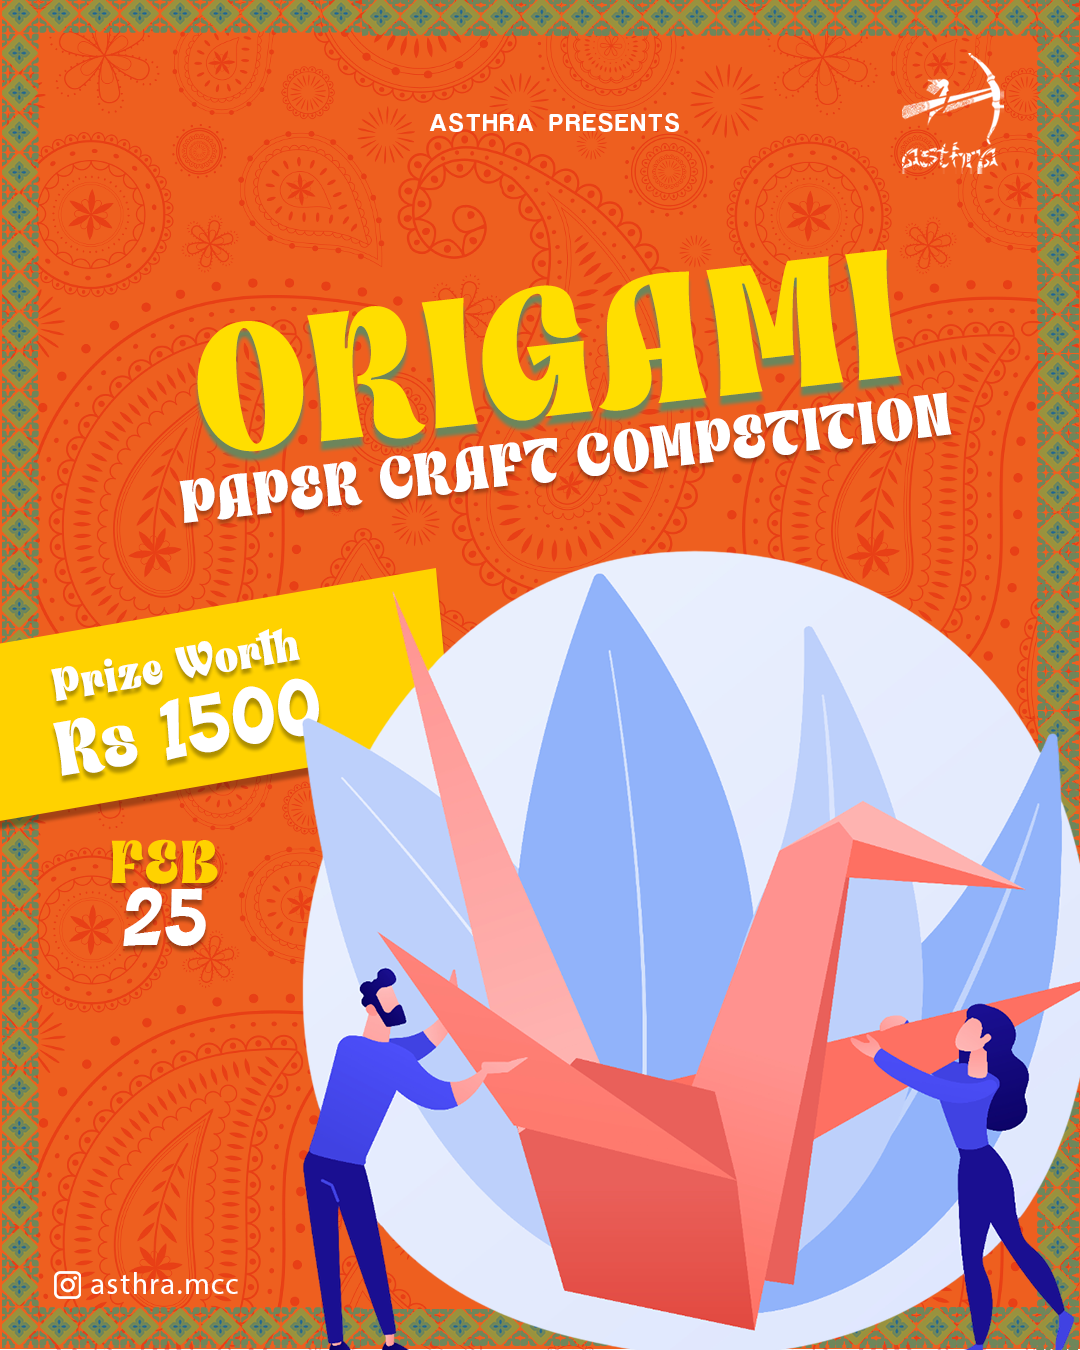 ASTHRA PRESENTS
asthra
ORIGAMI
PAPER CRAFT COMPETITION
Prize Worth
Rs 1500
FEB
25
asthra.mcc